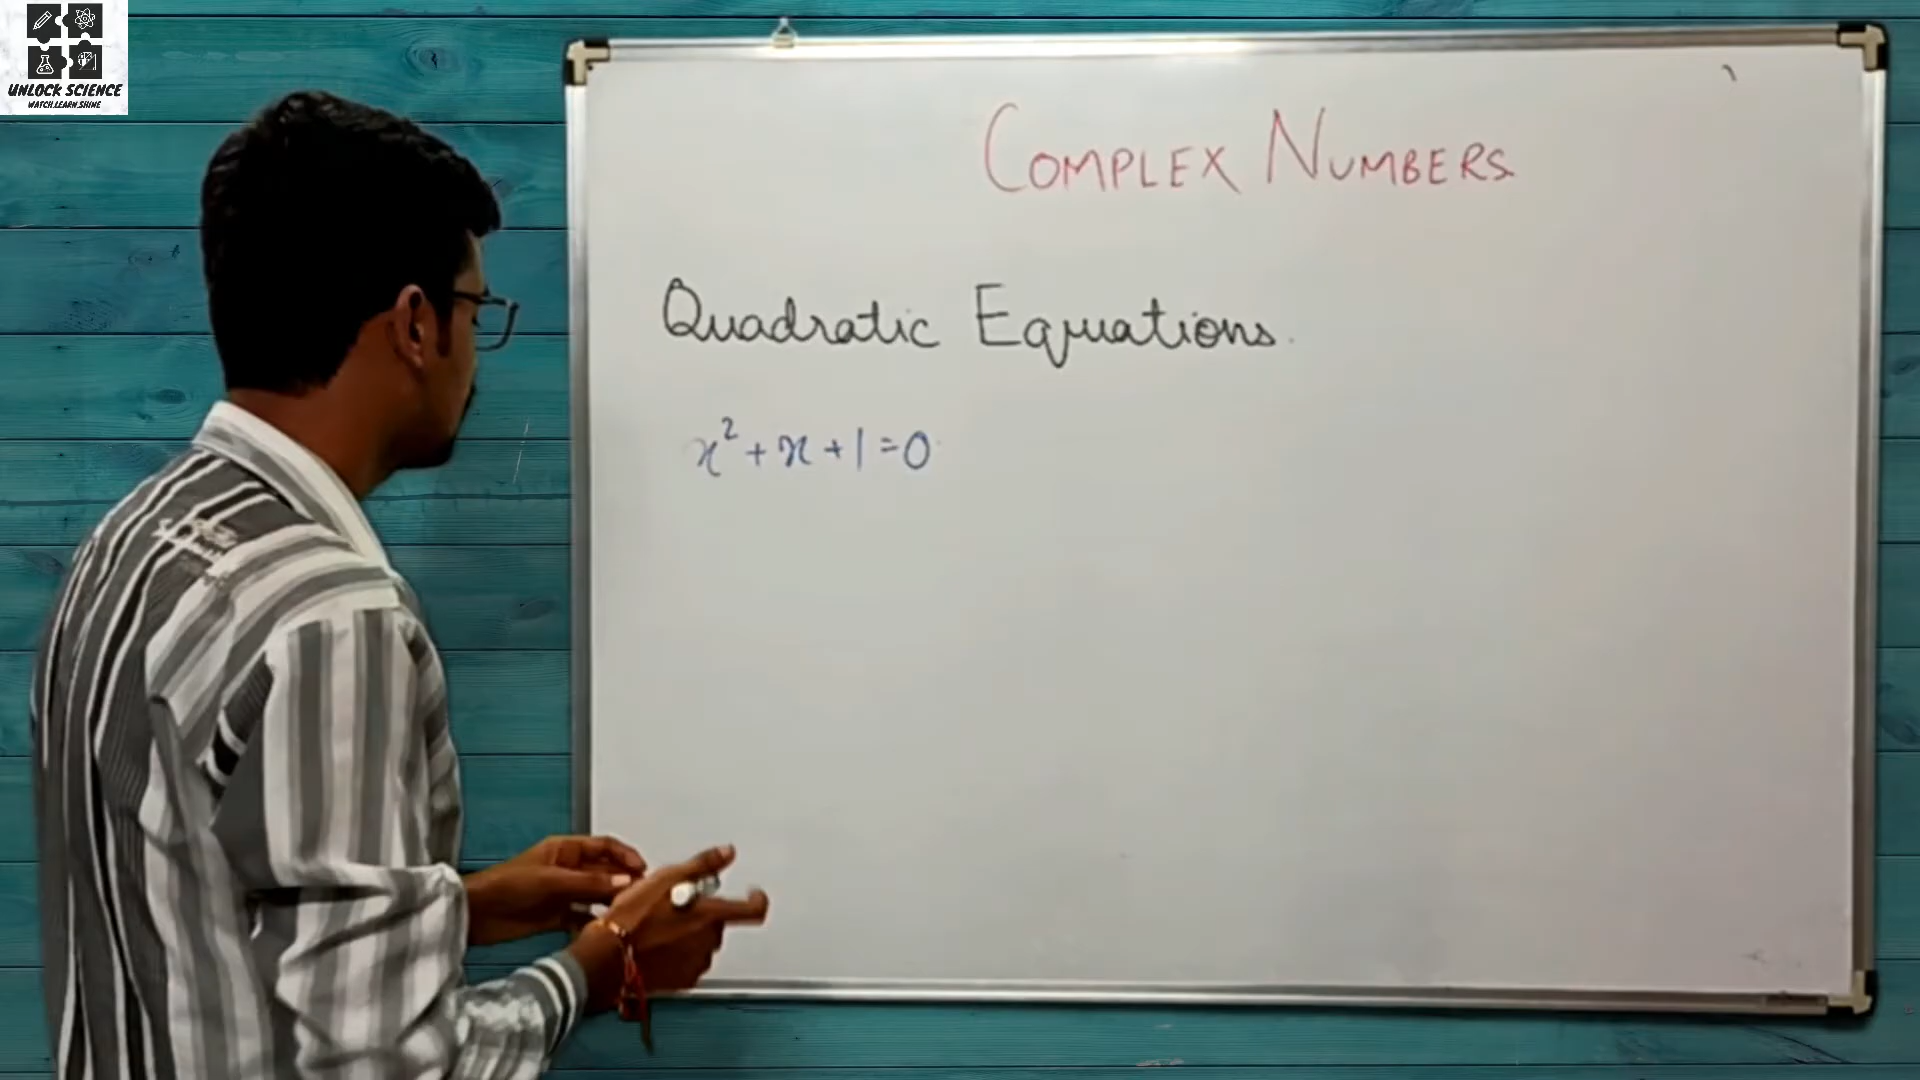 UNLOCK SCIENCE
WATCH.LEARN.SHINE
COMPLEX NUMBERS
Quadratic Equations.
x² + x + 1 = 0